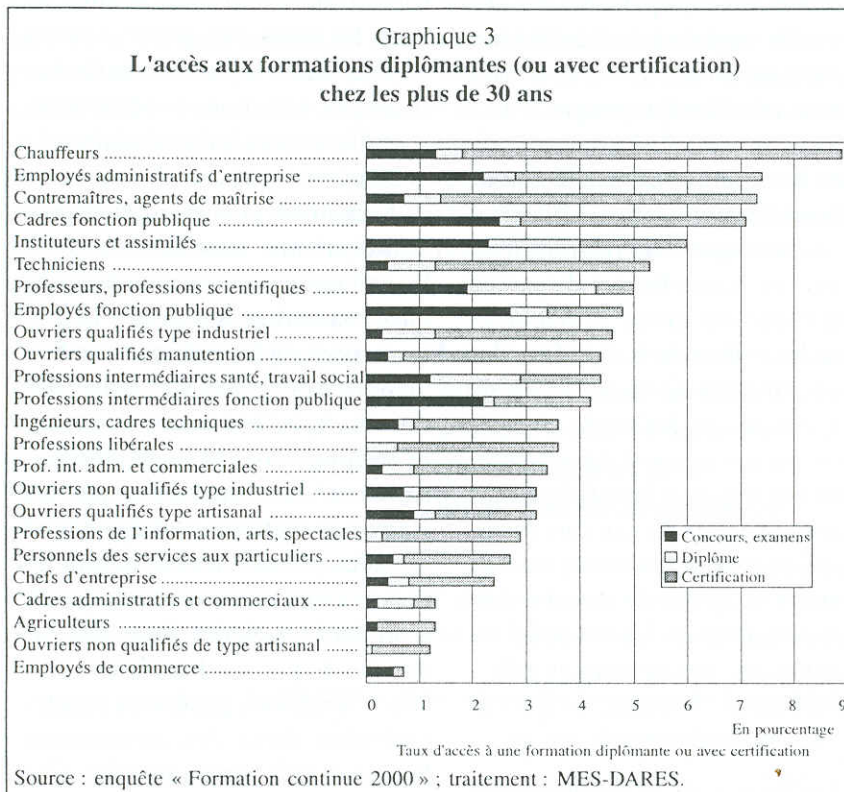 Graphique 3
L'accès aux formations diplômantes (ou avec certification)
chez les plus de 30 ans
Chauffeurs
Employés administratifs d'entreprise
Contremaîtres, agents de maîtrise
Cadres fonction publique
Instituteurs et assimilés
Techniciens
Professeurs, professions scientifiques
Employés fonction publique
Ouvriers qualifiés type industriel
Ouvriers qualifiés manutention
Professions intermédiaires santé, travail social
Professions intermédiaires fonction publique
Ingénieurs, cadres techniques
Professions libérales
Prof. int. adm. et commerciales
Ouvriers non qualifiés type industriel
Ouvriers qualifiés type artisanal
Professions de l'information, arts, spectacles
Personnels des services aux particuliers
Chefs d'entreprise
Cadres administratifs et commerciaux
Agriculteurs
Ouvriers non qualifiés de type artisanal
Employés de commerce
Concours, examens
Diplôme
Certification
0 1 2 3 4 5 6 7 8 9
En pourcentage
Taux d'accès à une formation diplômante ou avec certification
Source : enquête « Formation continue 2000 » ; traitement : MES-DARES.